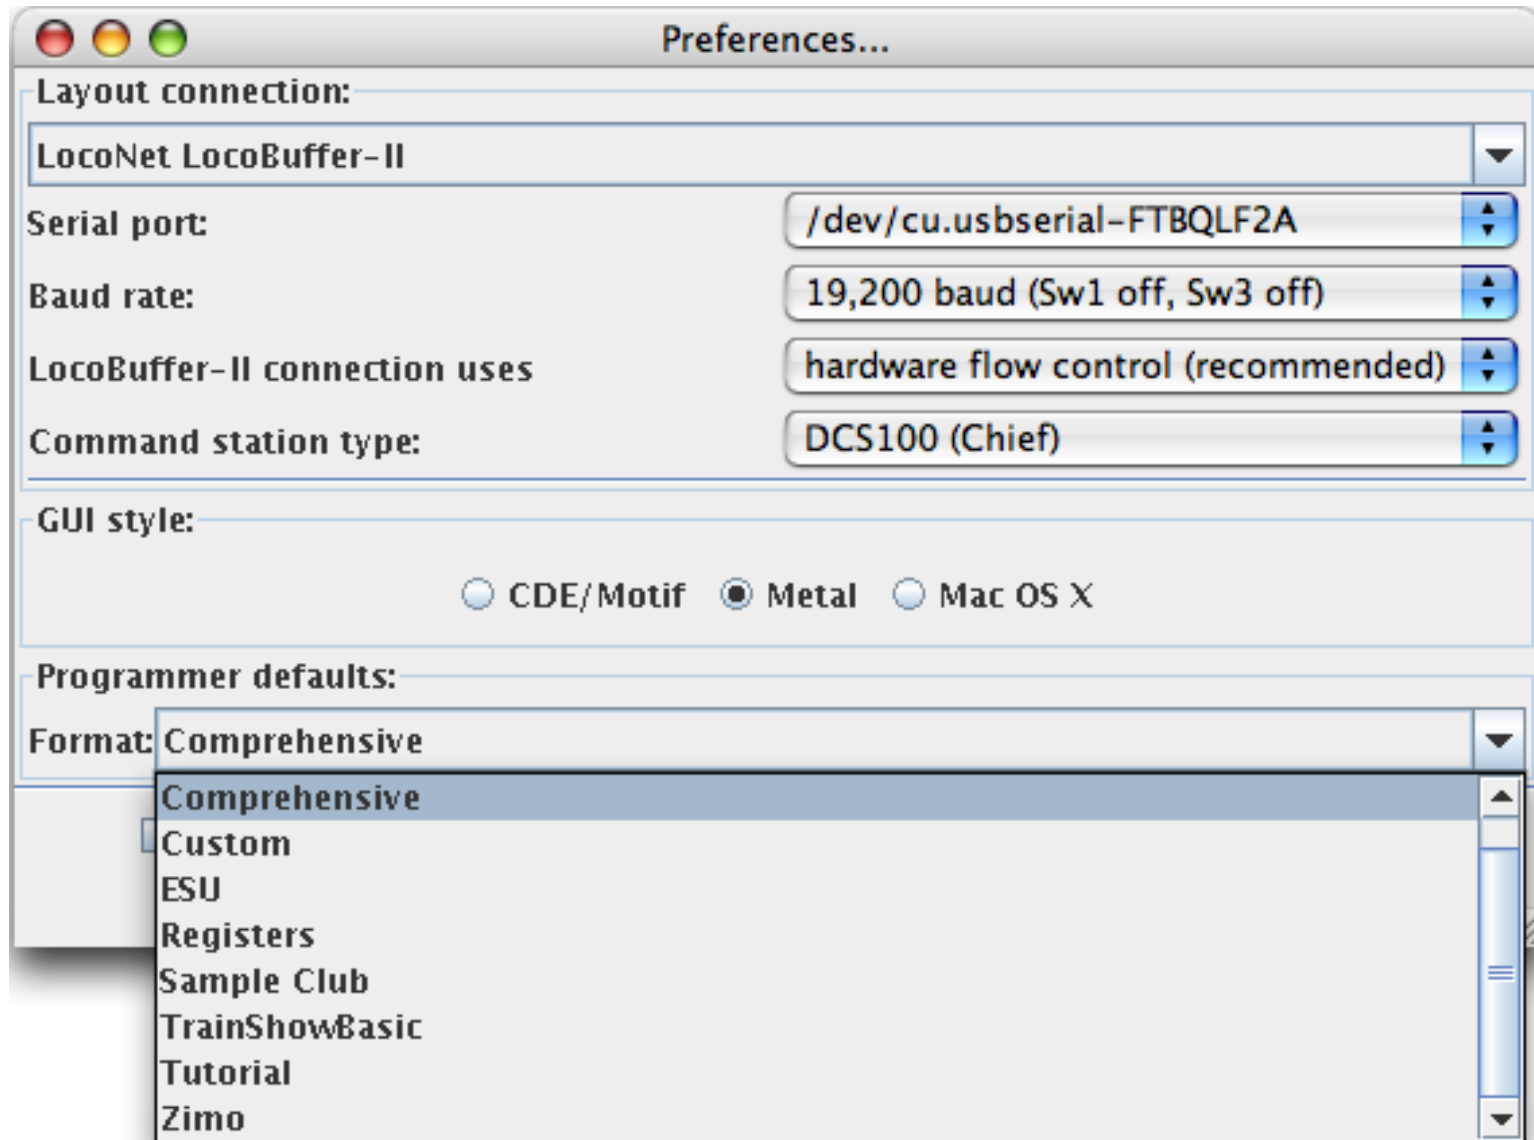 Preferences...
Layout connection:
LocoNet LocoBuffer-II
Serial port: /dev/cu.usbserial-FTBQLF2A
Baud rate: 19,200 baud (Sw1 off, Sw3 off)
LocoBuffer-II connection uses hardware flow control (recommended)
Command station type: DCS100 (Chief)
GUI style:
CDE/Motif Metal Mac OS X
Programmer defaults:
Format: Comprehensive
Comprehensive
Custom
ESU
Registers
Sample Club
TrainShowBasic
Tutorial
Zimo